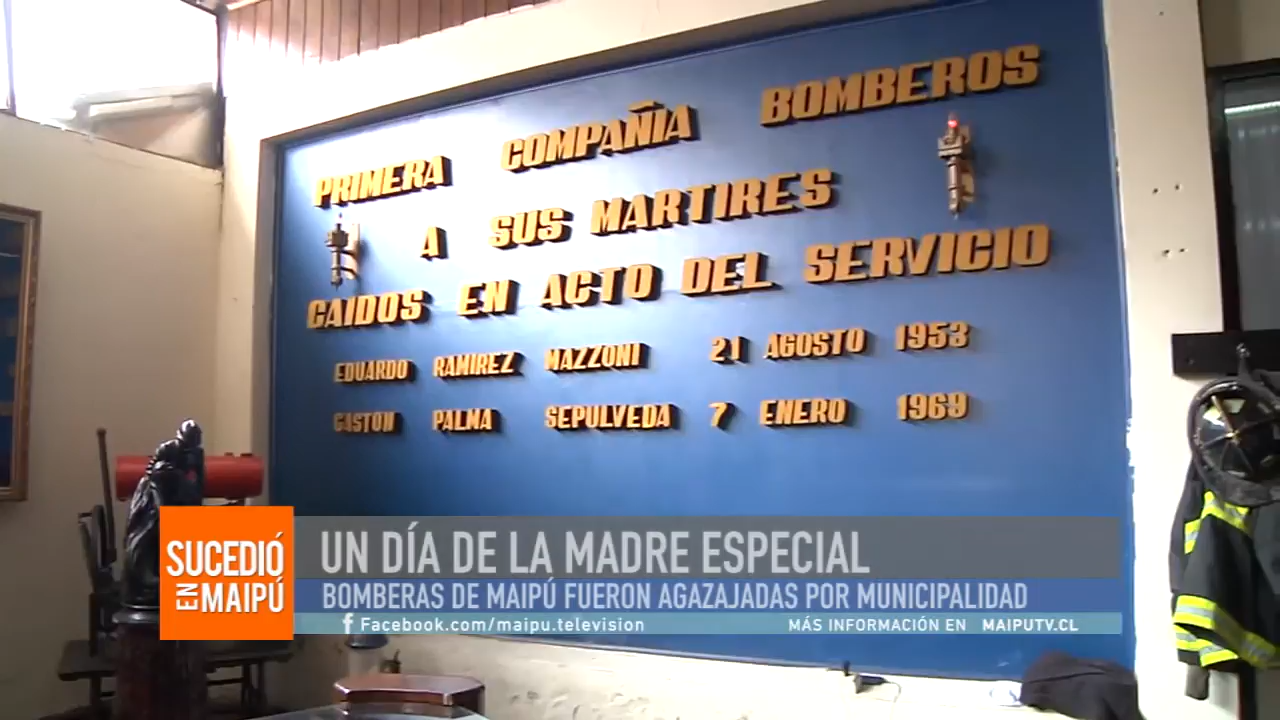 PRIMERA COMPAÑIA BOMBEROS
A SUS MARTIRES
CAIDOS EN ACTO DEL SERVICIO
EDUARDO RAMIREZ MAZZONI 21 AGOSTO 1953
GASTON PALMA SEPULVEDA 7 ENERO 1969
SUCEDIÓ
EN MAIPÚ
UN DÍA DE LA MADRE ESPECIAL
BOMBERAS DE MAIPÚ FUERON AGAZAJADAS POR MUNICIPALIDAD
Facebook.com/maipu.television MÁS INFORMACIÓN EN MAIPUTV.CL